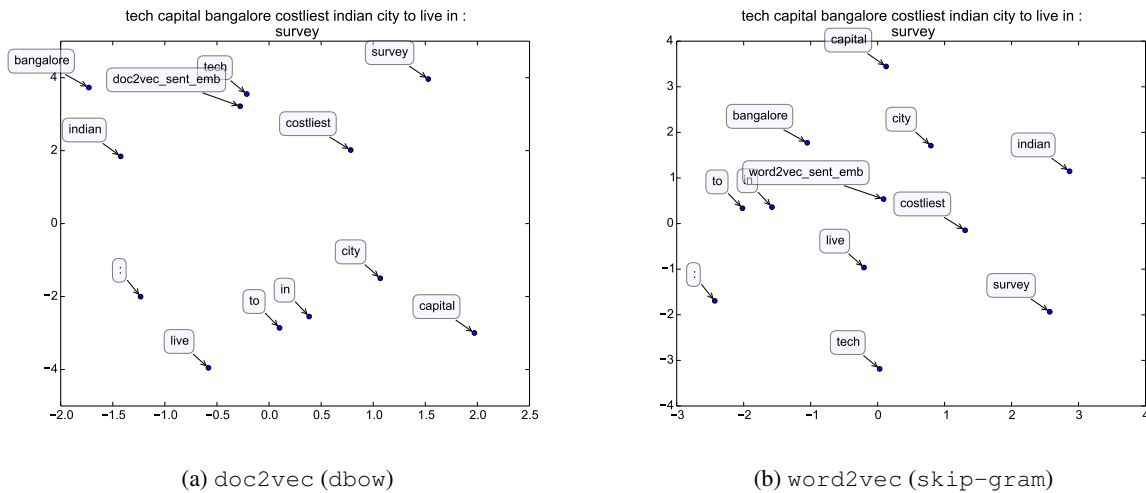 tech capital bangalore costliest indian city to live in :
survey
bangalore
survey
tech
doc2vec_sent_emb
costliest
indian
city
:
in
to
capital
live
4
2
0
−2
−4
−2.0
−1.5
−1.0
−0.5
0.0
0.5
1.0
1.5
2.0
2.5
(a) doc2vec (dbow)
tech capital bangalore costliest indian city to live in :
survey
capital
bangalore
city
indian
to
in
word2vec_sent_emb
costliest
live
:
survey
tech
4
3
2
1
0
−1
−2
−3
−4
−3
−2
−1
0
1
2
3
4
(b) word2vec (skip-gram)